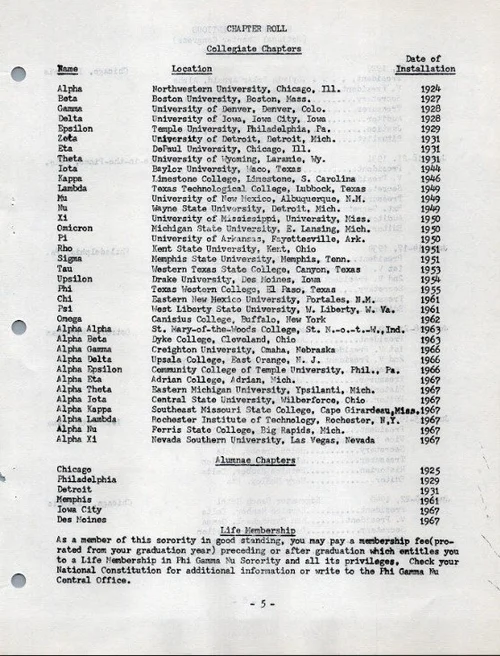 CHAPTER ROLL
Collegiate Chapters
Name Location Date of Installation
Alpha Northwestern University, Chicago, Ill. 1924
Beta Boston University, Boston, Mass. 1927
Gamma University of Denver, Denver, Colo. 1928
Delta University of Iowa, Iowa City, Iowa 1928
Epsilon Temple University, Philadelphia, Pa. 1929
Zeta University of Detroit, Detroit, Mich. 1931
Eta DePaul University, Chicago, Ill. 1931
Theta University of Wyoming, Laramie, Wy. 1931
Iota Baylor University, Waco, Texas 1944
Kappa Limestone College, Limestone, S. Carolina 1946
Lambda Texas Technological College, Lubbock, Texas 1949
Mu University of New Mexico, Albuquerque, N.M. 1949
Nu Wayne State University, Detroit, Mich. 1949
Xi University of Mississippi, University, Miss. 1950
Omicron Michigan State University, E. Lansing, Mich. 1950
Pi University of Arkansas, Fayettesville, Ark. 1950
Rho Kent State University, Kent, Ohio 1951
Sigma Memphis State University, Memphis, Tenn. 1951
Tau Western Texas State College, Canyon, Texas 1953
Upsilon Drake University, Des Moines, Iowa 1954
Phi Texas Western College, El Paso, Texas 1955
Chi Eastern New Mexico University, Portales, N.M. 1961
Psi West Liberty State University, W. Liberty, W. Va. 1961
Omega Canisius College, Buffalo, New York 1962
Alpha Alpha St. Mary-of-the-Woods College, St. M.-o.-t.-W.,Ind. 1963
Alpha Beta Dyke College, Cleveland, Ohio 1963
Alpha Gamma Creighton University, Omaha, Nebraska 1966
Alpha Delta Upsala College, East Orange, N. J. 1966
Alpha Epsilon Community College of Temple University, Phil., Pa. 1966
Alpha Eta Adrian College, Adrian, Mich. 1967
Alpha Theta Eastern Michigan University, Ypsilanti, Mich. 1967
Alpha Iota Central State University, Wilberforce, Ohio 1967
Alpha Kappa Southeast Missouri State College, Cape Girardeau,Miss. 1967
Alpha Lambda Rochester Institute of Technology, Rochester, N.Y. 1967
Alpha Nu Ferris State College, Big Rapids, Mich. 1967
Alpha Xi Nevada Southern University, Las Vegas, Nevada 1967
Alumnae Chapters
Chicago 1925
Philadelphia 1929
Detroit 1931
Memphis 1961
Iowa City 1967
Des Moines 1967
Life Membership
As a member of this sorority in good standing, you may pay a membership fee(pro-
rated from your graduation year) preceding or after graduation which entitles you
to a Life Membership in Phi Gamma Nu Sorority and all its privileges. Check your
National Constitution for additional information or write to the Phi Gamma Nu
Central Office.
- 5 -